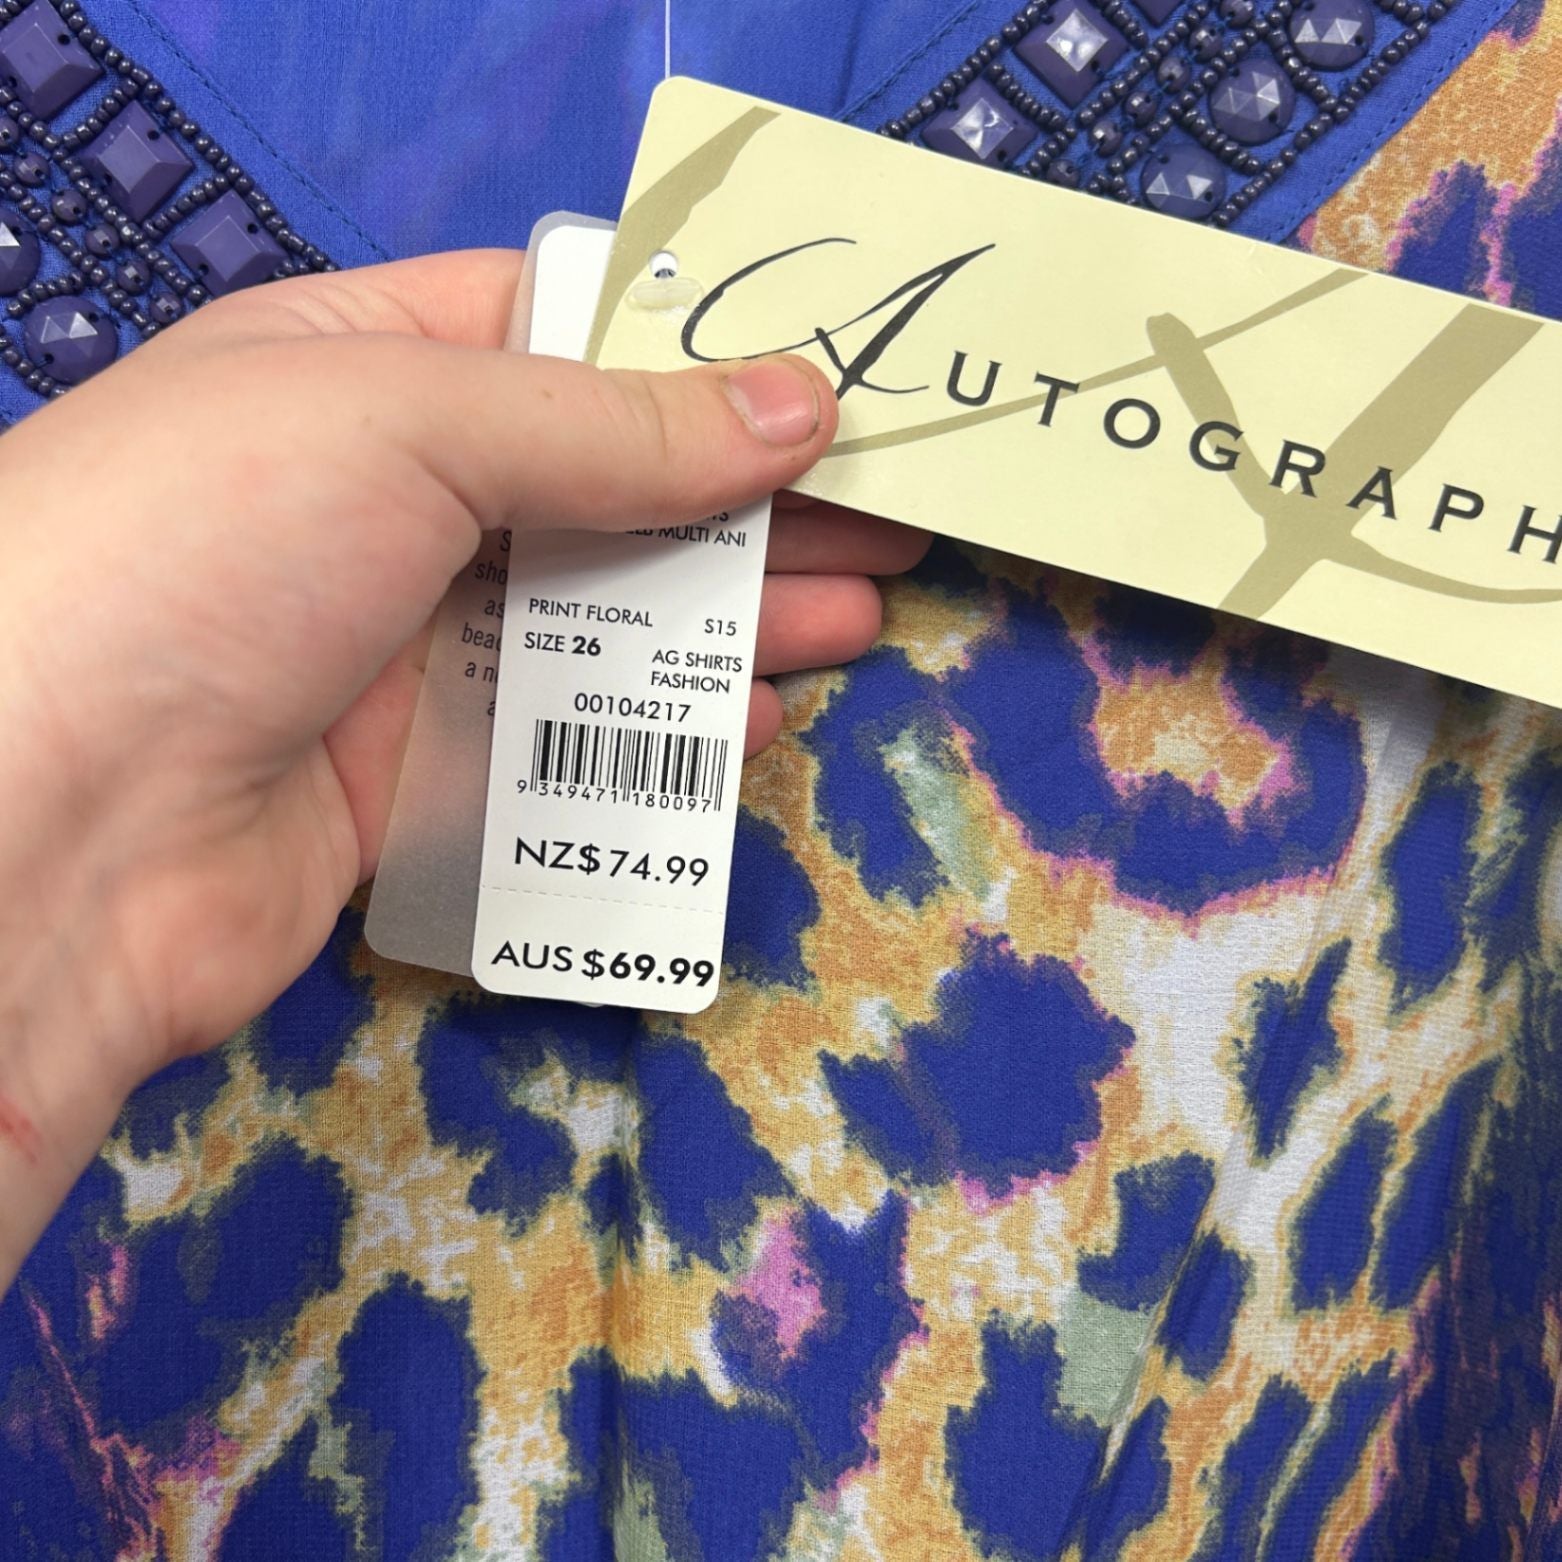 AUTOGRAPH
MULTI ANI
PRINT FLORAL S15
SIZE 26 AG SHIRTS
FASHION
00104217
9 349471 180097
NZ$74.99
AUS $69.99